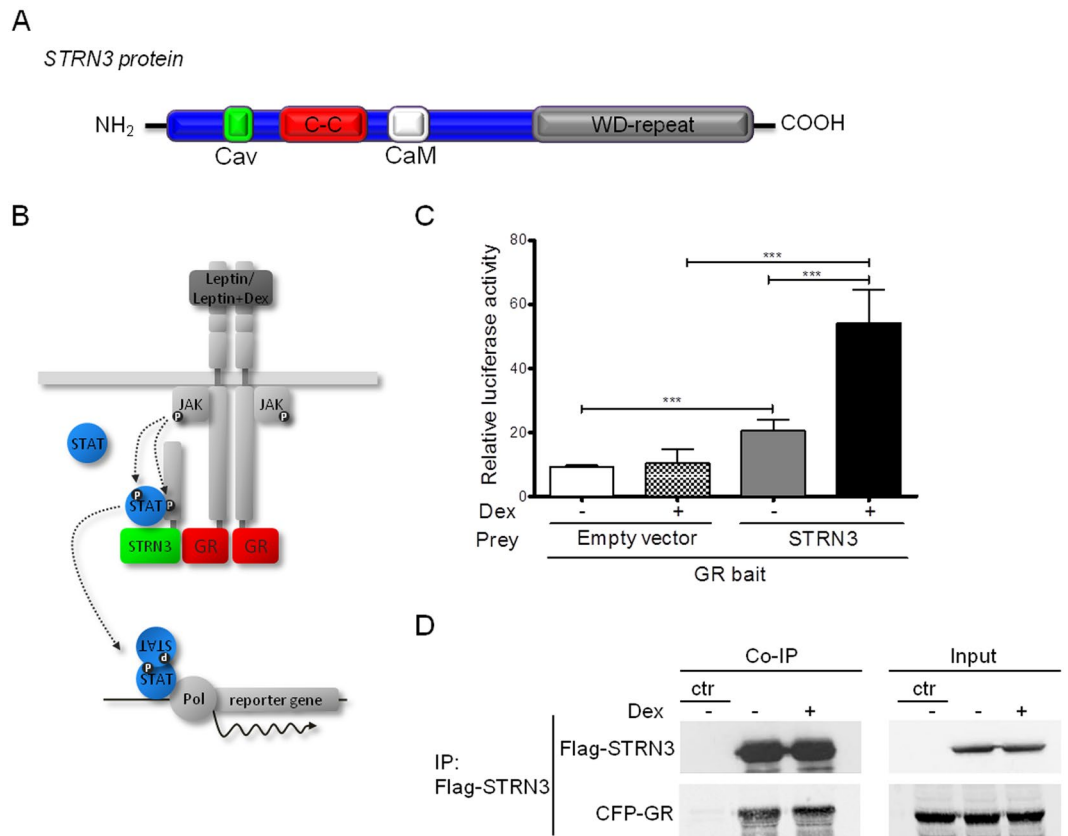 A
STRN3 protein
NH2
C-C
WD-repeat
COOH
Cav
CaM
B
Leptin/
Leptin+Dex
JAK
P
JAK
P
STAT
P
STAT
P
STRN3
GR
GR
STAT
P
P
STAT
Pol
reporter gene
C
Relative luciferase activity
80
60
40
20
0
***
***
***
Dex
-
+
-
+
Prey
Empty vector
STRN3
GR bait
D
Co-IP
Input
ctr
ctr
Dex
-
-
+
-
-
+
IP:
Flag-STRN3
Flag-STRN3
CFP-GR